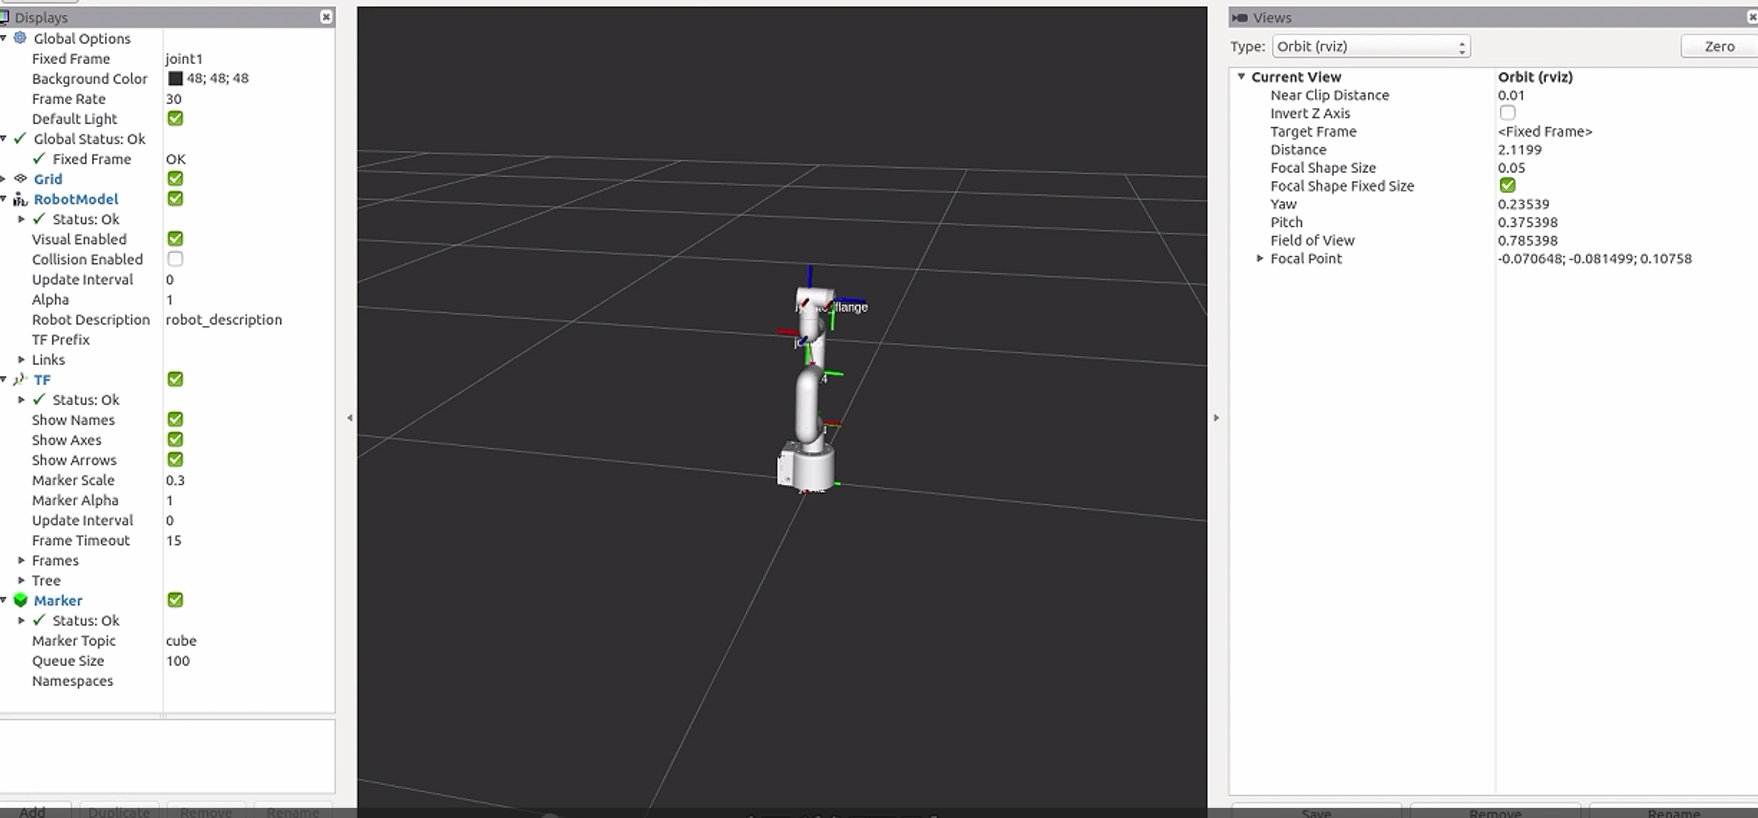 Displays
Global Options
Fixed Frame joint1
Background Color 48; 48; 48
Frame Rate 30
Default Light
Global Status: Ok
Fixed Frame OK
Grid
RobotModel
Status: Ok
Visual Enabled
Collision Enabled
Update Interval 0
Alpha 1
Robot Description robot_description
TF Prefix
Links
TF
Status: Ok
Show Names
Show Axes
Show Arrows
Marker Scale 0.3
Marker Alpha 1
Update Interval 0
Frame Timeout 15
Frames
Tree
Marker
Status: Ok
Marker Topic cube
Queue Size 100
Namespaces
Add Duplicate Remove Rename
Views
Type: Orbit (rviz) Zero
Current View Orbit (rviz)
Near Clip Distance 0.01
Invert Z Axis
Target Frame <Fixed Frame>
Distance 2.1199
Focal Shape Size 0.05
Focal Shape Fixed Size
Yaw 0.23539
Pitch 0.375398
Field of View 0.785398
Focal Point -0.070648; -0.081499; 0.10758
Save Remove Rename